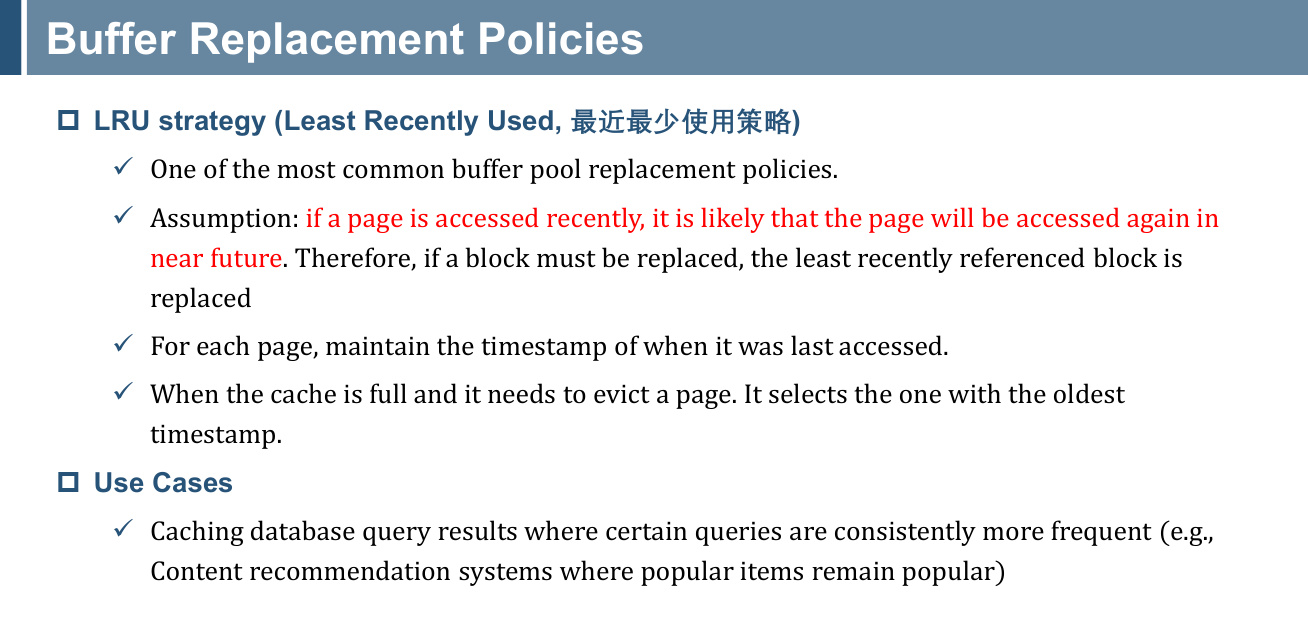 Buffer Replacement Policies
LRU strategy (Least Recently Used, 最近最少使用策略)
One of the most common buffer pool replacement policies.
Assumption: if a page is accessed recently, it is likely that the page will be accessed again in
near future. Therefore, if a block must be replaced, the least recently referenced block is
replaced
For each page, maintain the timestamp of when it was last accessed.
When the cache is full and it needs to evict a page. It selects the one with the oldest
timestamp.
Use Cases
Caching database query results where certain queries are consistently more frequent (e.g.,
Content recommendation systems where popular items remain popular)